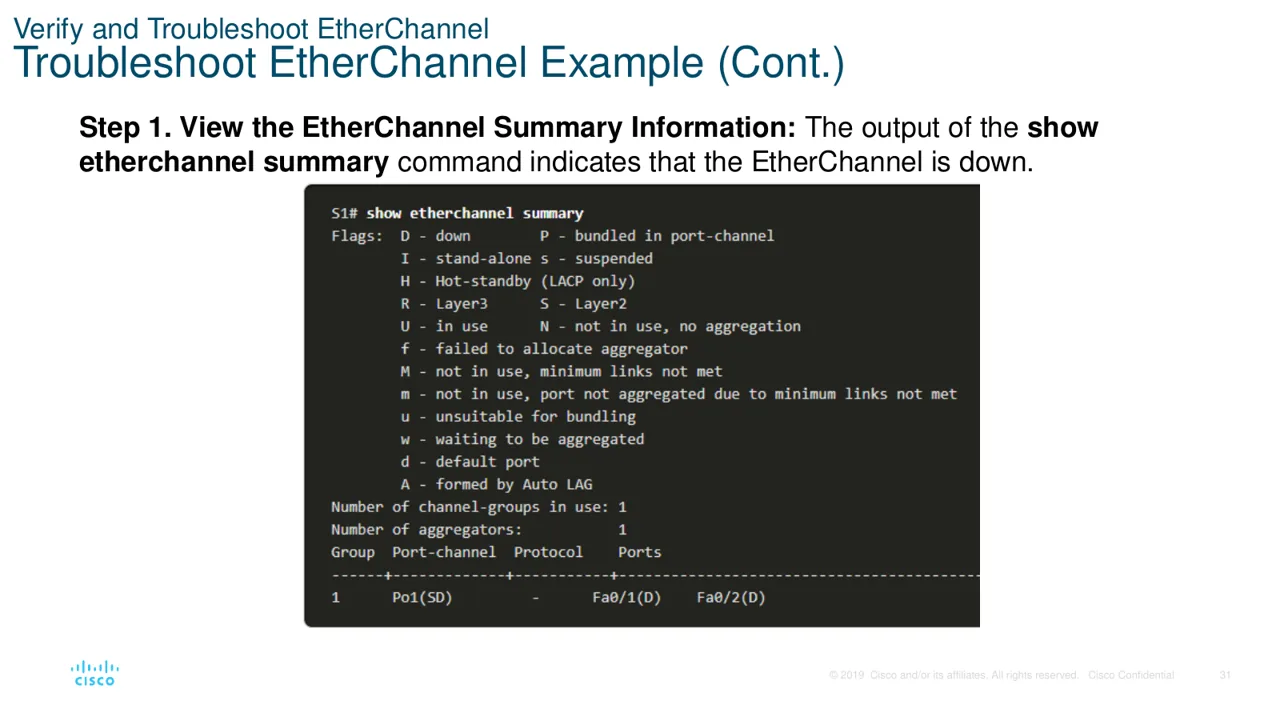 Verify and Troubleshoot EtherChannel
Troubleshoot EtherChannel Example (Cont.)
Step 1. View the EtherChannel Summary Information: The output of the show
etherchannel summary command indicates that the EtherChannel is down.
S1# show etherchannel summary
Flags:  D - down        P - bundled in port-channel
        I - stand-alone s - suspended
        H - Hot-standby (LACP only)
        R - Layer3      S - Layer2
        U - in use      N - not in use, no aggregation
        f - failed to allocate aggregator
        M - not in use, minimum links not met
        m - not in use, port not aggregated due to minimum links not met
        u - unsuitable for bundling
        w - waiting to be aggregated
        d - default port
        A - formed by Auto LAG
Number of channel-groups in use: 1
Number of aggregators:           1
Group  Port-channel  Protocol    Ports
------+-------------+-----------+------------------------------------------
1      Po1(SD)         -      Fa0/1(D)    Fa0/2(D)
CISCO
© 2019 Cisco and/or its affiliates. All rights reserved. Cisco Confidential
31